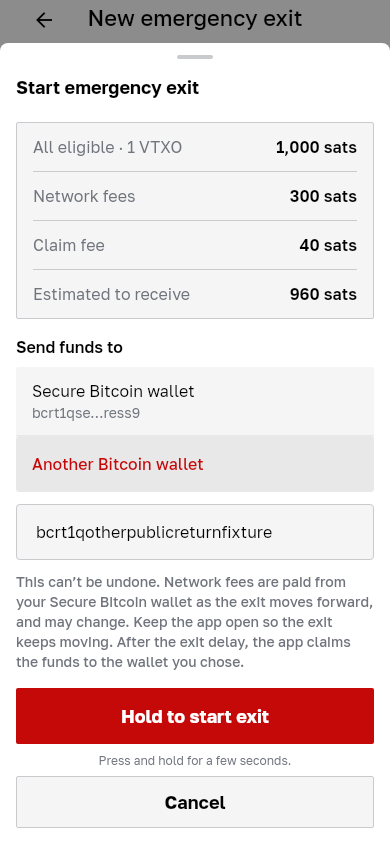 New emergency exit
Start emergency exit
All eligible · 1 VTXO 1,000 sats
Network fees 300 sats
Claim fee 40 sats
Estimated to receive 960 sats
Send funds to
Secure Bitcoin wallet
bcrt1qse…ress9
Another Bitcoin wallet
bcrt1qotherpublicreturnfixture
This can’t be undone. Network fees are paid from
your Secure Bitcoin wallet as the exit moves forward,
and may change. Keep the app open so the exit
keeps moving. After the exit delay, the app claims
the funds to the wallet you chose.
Hold to start exit
Press and hold for a few seconds.
Cancel